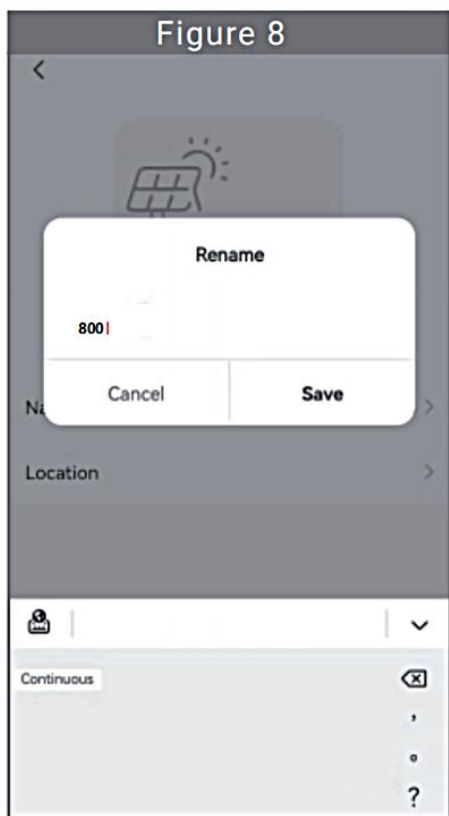 Figure 8
Rename
800
Cancel Save
Na
Location
Continuous
,
。
?